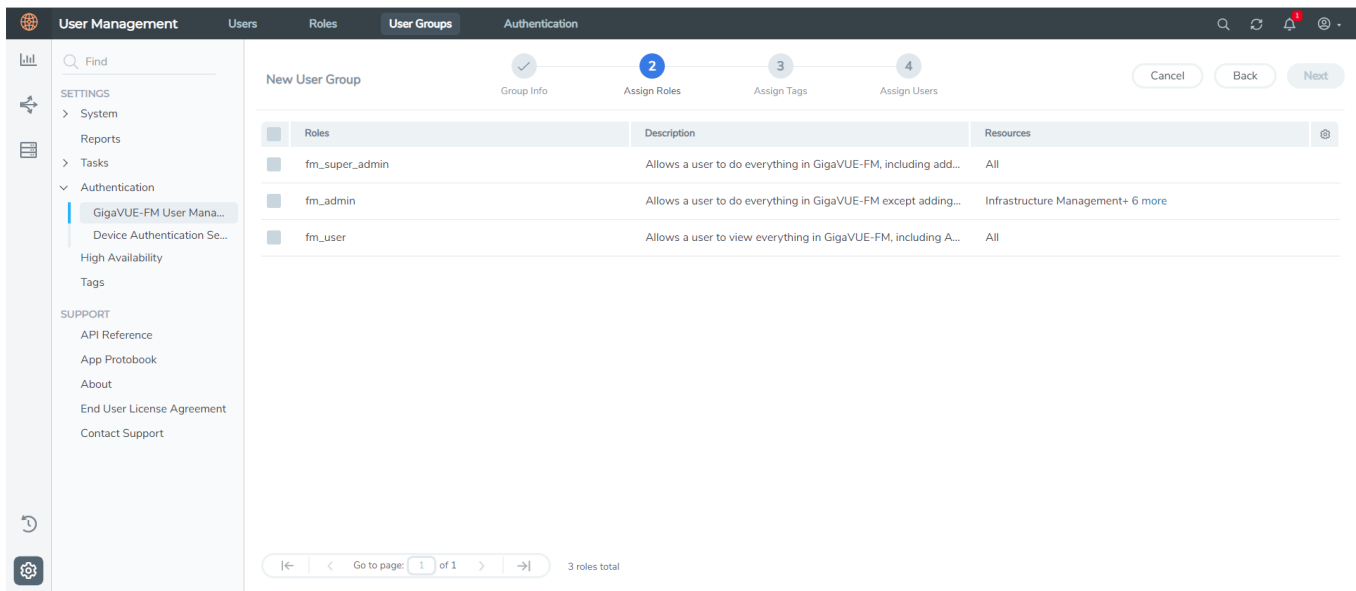 User Management Users Roles User Groups Authentication 1
Find
SETTINGS
System
Reports
Tasks
Authentication
GigaVUE-FM User Mana...
Device Authentication Se...
High Availability
Tags
SUPPORT
API Reference
App Protobook
About
End User License Agreement
Contact Support
New User Group
Group Info
2
Assign Roles
3
Assign Tags
4
Assign Users
Cancel Back Next
Roles Description Resources
fm_super_admin Allows a user to do everything in GigaVUE-FM, including add... All
fm_admin Allows a user to do everything in GigaVUE-FM except adding... Infrastructure Management+ 6 more
fm_user Allows a user to view everything in GigaVUE-FM, including A... All
Go to page: 1 of 1 3 roles total